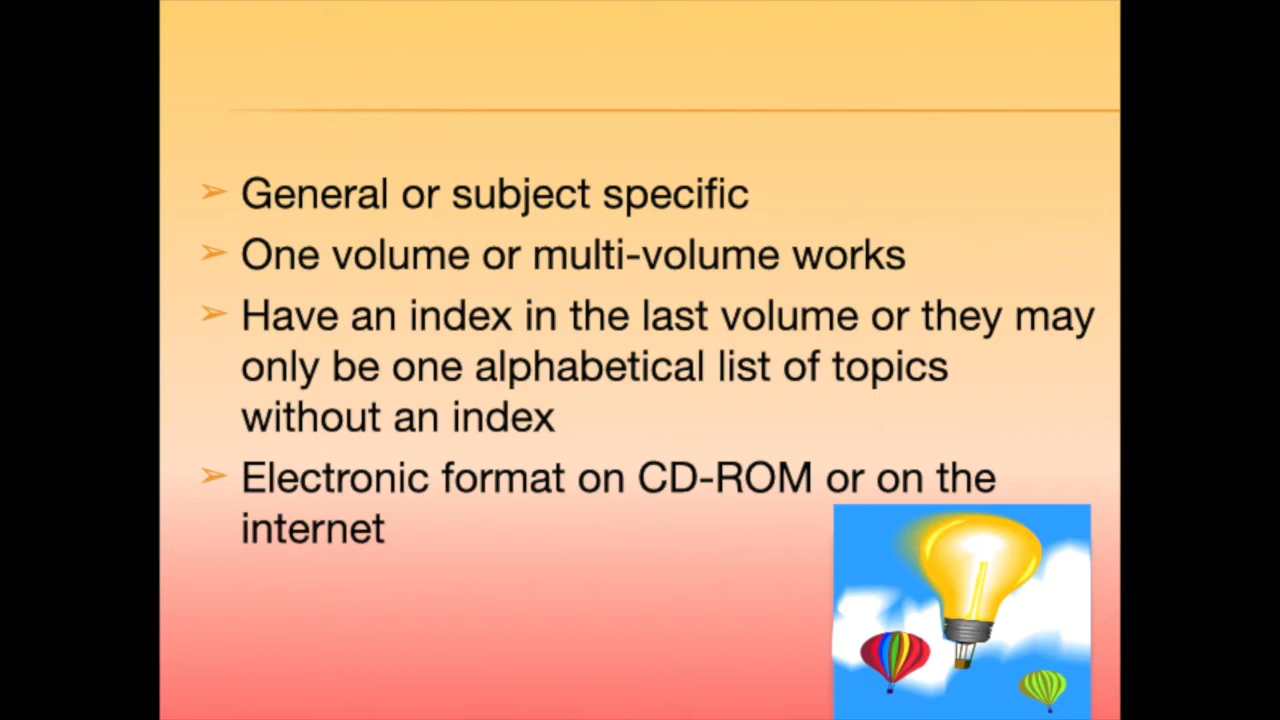 General or subject specific
One volume or multi-volume works
Have an index in the last volume or they may
only be one alphabetical list of topics
without an index
Electronic format on CD-ROM or on the
internet